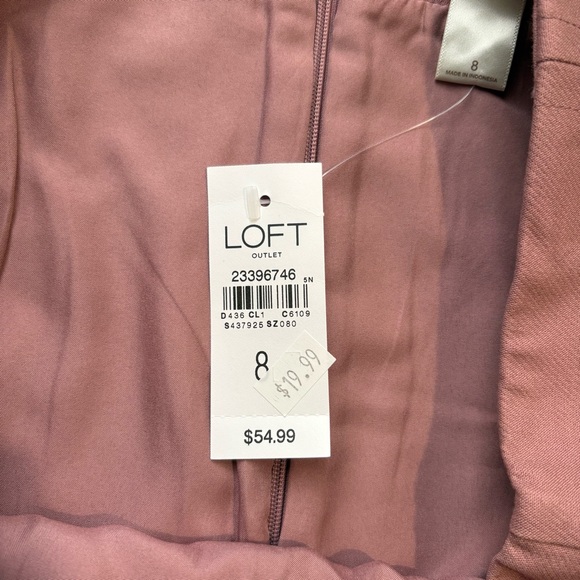 8
MADE IN INDONESIA
LOFT
OUTLET
23396746 5N
D436 CL1 C6109
S437925 SZ080
8
$19.99
$54.99